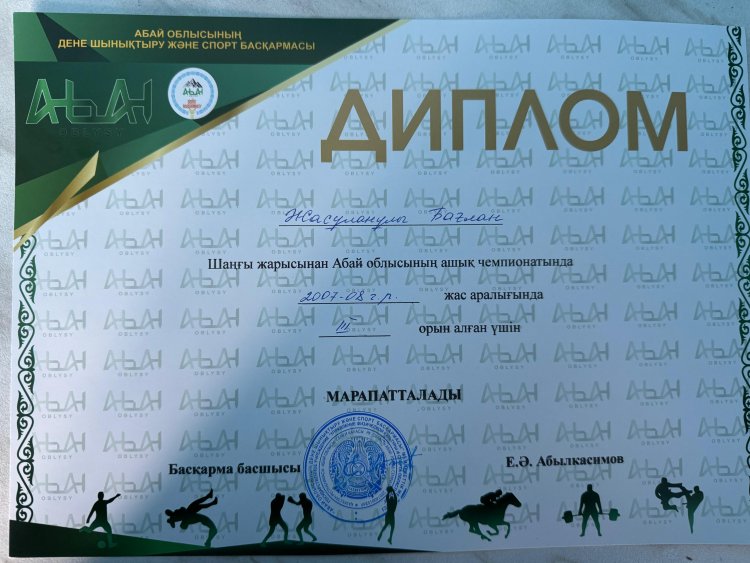 АБАЙ ОБЛЫСЫНЫҢ
ДЕНЕ ШЫНЫҚТЫРУ ЖӘНЕ СПОРТ БАСҚАРМАСЫ
АБАЙ
OBLYSY
ДИПЛОМ
Жасұланұлы Бағлан
Шаңғы жарысынан Абай облысының ашық чемпионатында
2007-08 г.р. жас аралығында
III орын алған үшін
МАРАПАТТАЛАДЫ
Басқарма басшысы Е.Ә. Абылкасимов